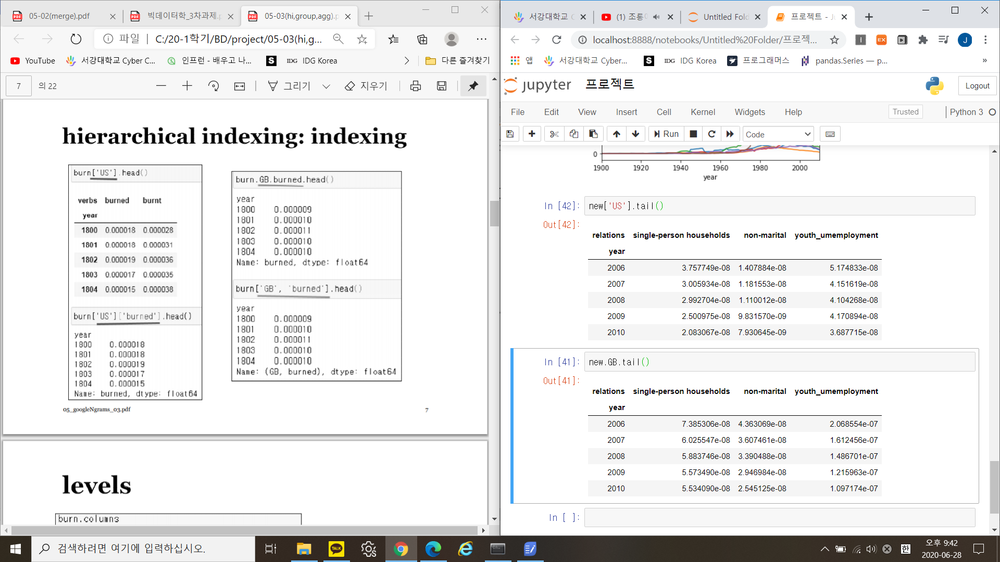 05-02(merge).pdf
빅데이터학_3차과제.p
05-03(hi,group,agg).p
파일
C:/20-1학기/BD/project/05-03(hi,g...
YouTube
서강대학교 Cyber C...
인프런 - 배우고 나...
S
IDG
IDG Korea
다른 즐겨찾기
7
의 22
그리기
지우기
hierarchical indexing: indexing
burn['US'].head()
verbs burned burnt
year
1800 0.000018 0.000028
1801 0.000018 0.000031
1802 0.000019 0.000036
1803 0.000017 0.000035
1804 0.000015 0.000038
burn['US']['burned'].head()
year
1800 0.000018
1801 0.000018
1802 0.000019
1803 0.000017
1804 0.000015
Name: burned, dtype: float64
burn.GB.burned.head()
year
1800 0.000009
1801 0.000010
1802 0.000011
1803 0.000010
1804 0.000010
Name: burned, dtype: float64
burn['GB', 'burned'].head()
year
1800 0.000009
1801 0.000010
1802 0.000011
1803 0.000010
1804 0.000010
Name: (GB, burned), dtype: float64
05_googleNgrams_03.pdf
7
levels
burn.columns
서강대학교 C
(1) 조롱
Untitled Fold
프로젝트 - Ju
localhost:8888/notebooks/Untitled%20Folder/프로젝...
EX
J
앱
서강대학교 Cyber...
S
IDG
IDG Korea
프로그래머스
pandas.Series — p...
»
jupyter
프로젝트
Logout
File Edit View Insert Cell Kernel Widgets Help
Trusted
Python 3
Run
Code
0
1900 1920 1940 1960 1980 2000
year
In [42]: new['US'].tail()
Out[42]:
relations single-person households non-marital youth_umemployment
year
2006 3.757749e-08 1.407884e-08 5.174833e-08
2007 3.005934e-08 1.181553e-08 4.151619e-08
2008 2.992704e-08 1.110012e-08 4.104268e-08
2009 2.500975e-08 9.831570e-09 4.170894e-08
2010 2.083067e-08 7.930645e-09 3.687715e-08
In [41]: new.GB.tail()
Out[41]:
relations single-person households non-marital youth_umemployment
year
2006 7.385306e-08 4.363069e-08 2.068554e-07
2007 6.025547e-08 3.607461e-08 1.612456e-07
2008 5.883746e-08 3.390488e-08 1.486701e-07
2009 5.573490e-08 2.946984e-08 1.215963e-07
2010 5.534090e-08 2.545125e-08 1.097174e-07
In [ ]:
검색하려면 여기에 입력하십시오.
TALK
한
오후 9:42
2020-06-28